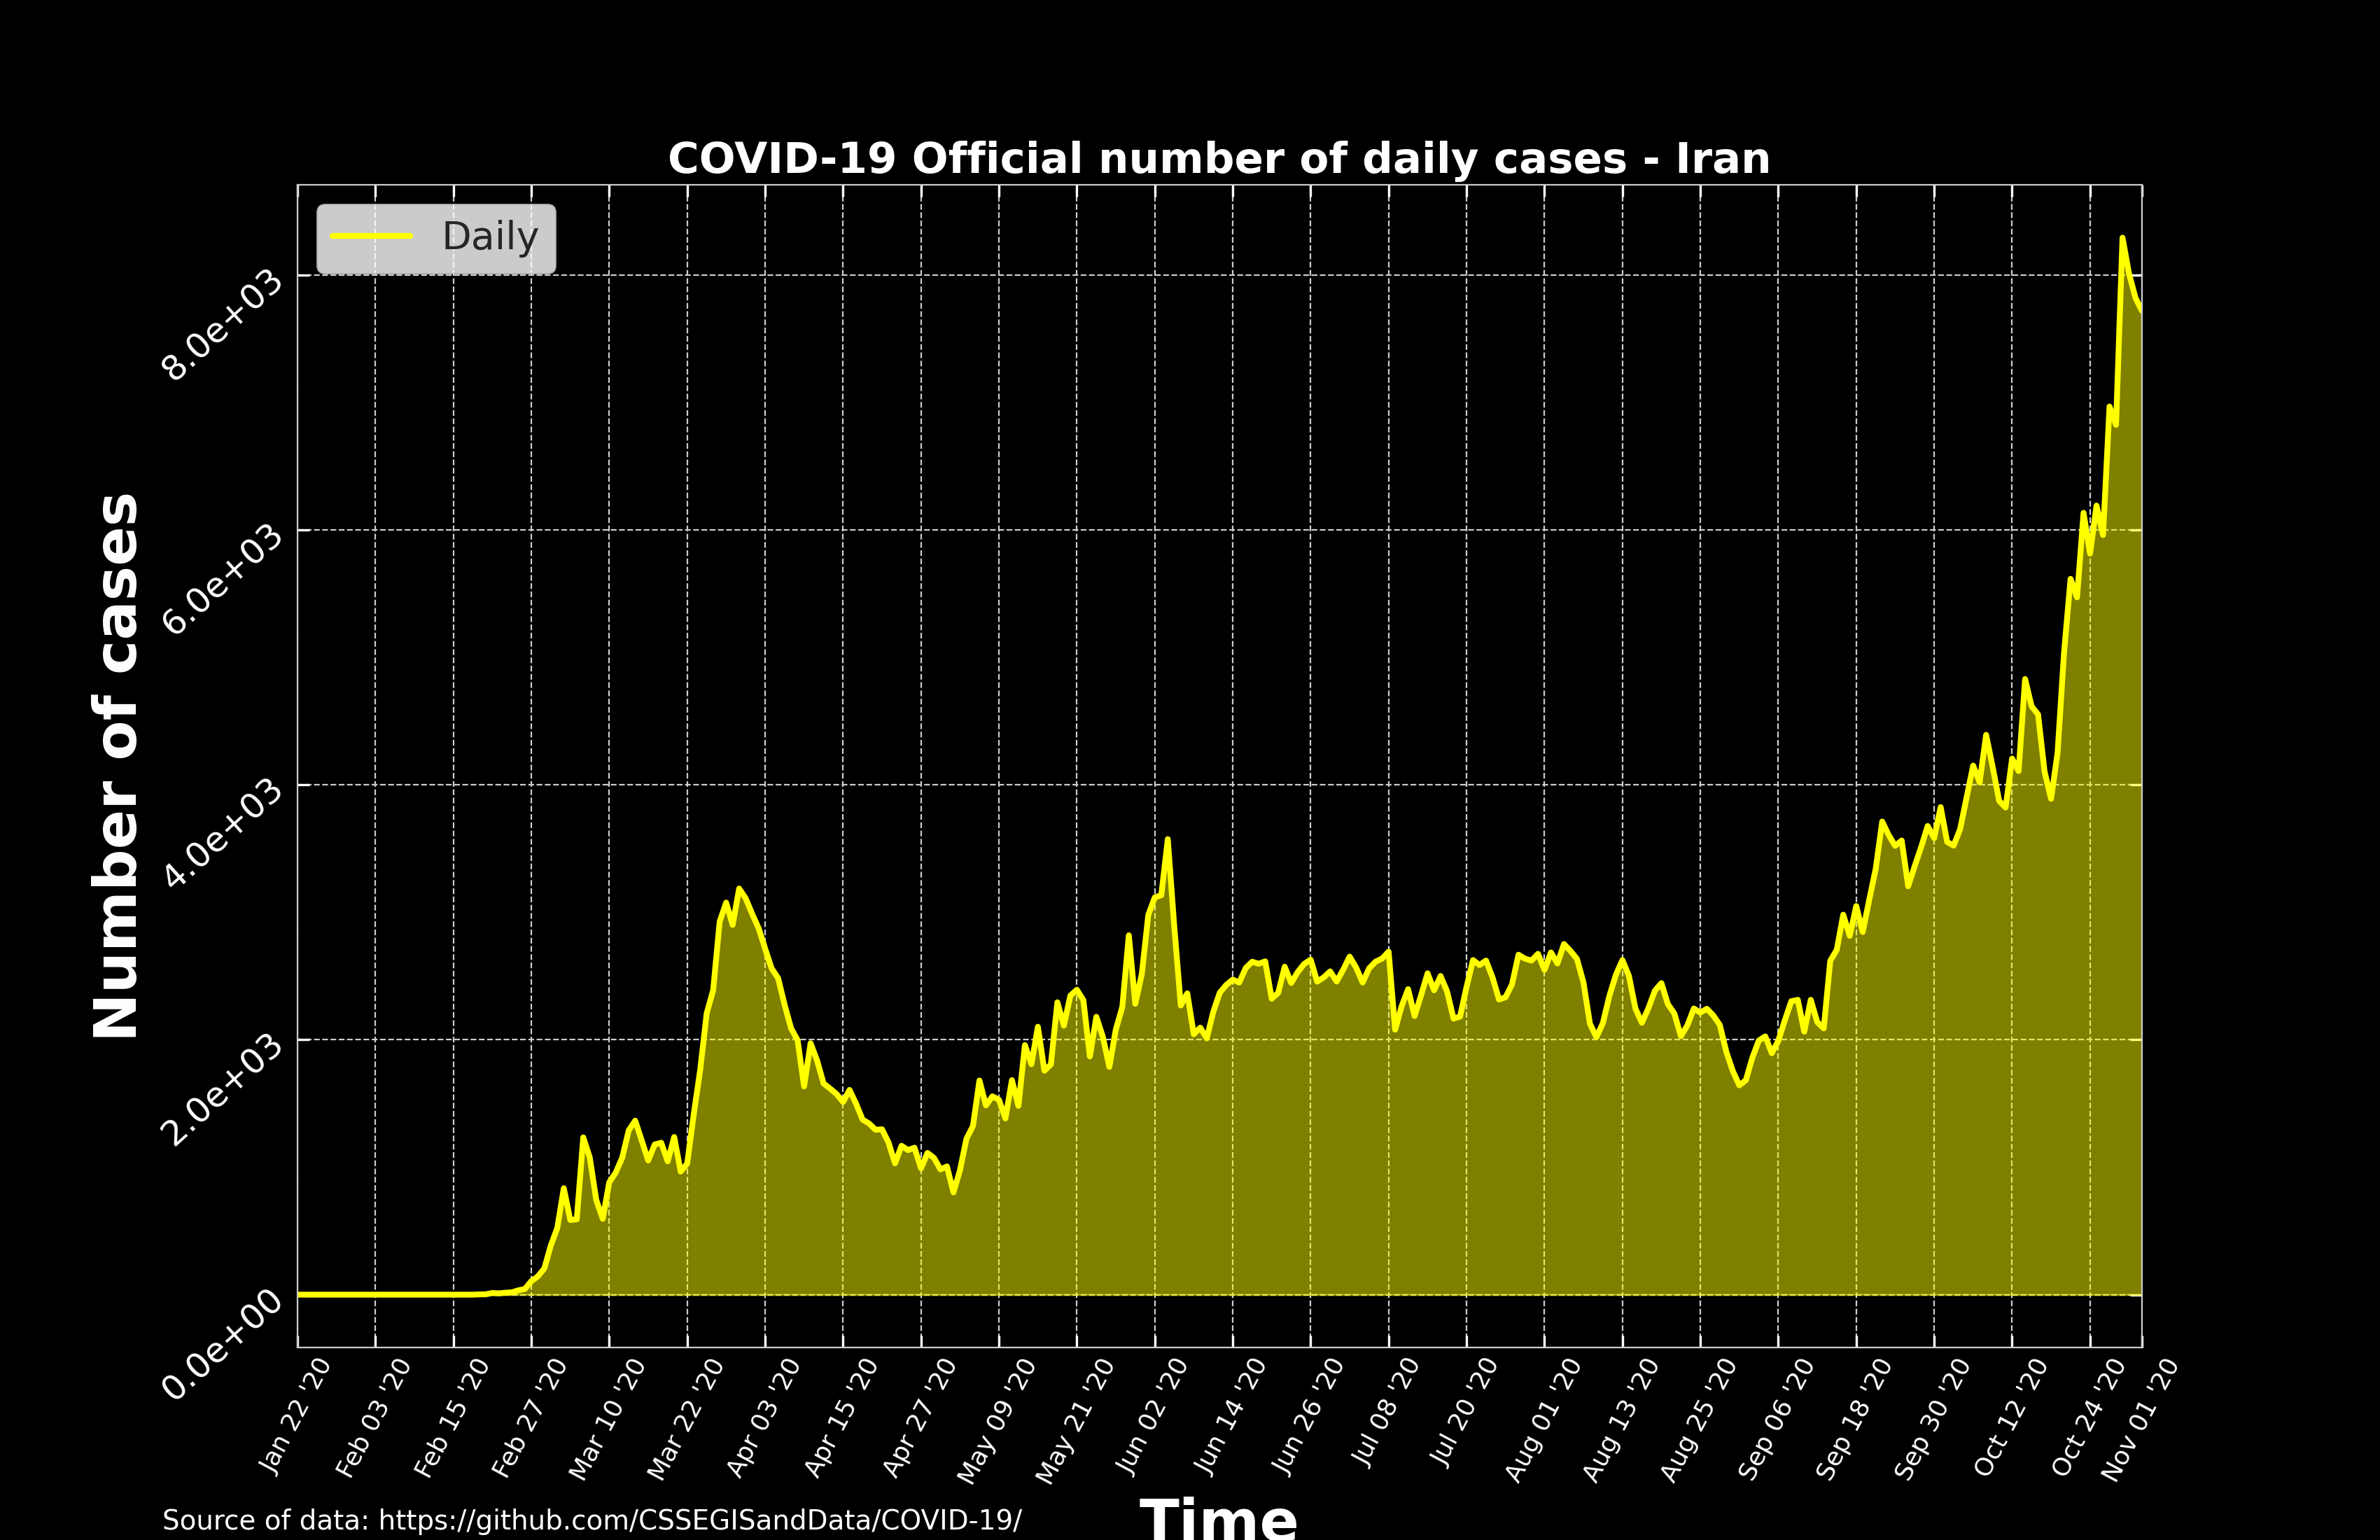 COVID-19 Official number of daily cases - Iran
Daily
Number of cases
8.0e+03
6.0e+03
4.0e+03
2.0e+03
0.0e+00
Jan 22 '20
Feb 03 '20
Feb 15 '20
Feb 27 '20
Mar 10 '20
Mar 22 '20
Apr 03 '20
Apr 15 '20
Apr 27 '20
May 09 '20
May 21 '20
Jun 02 '20
Jun 14 '20
Jun 26 '20
Jul 08 '20
Jul 20 '20
Aug 01 '20
Aug 13 '20
Aug 25 '20
Sep 06 '20
Sep 18 '20
Sep 30 '20
Oct 12 '20
Oct 24 '20
Nov 01 '20
Time
Source of data: https://github.com/CSSEGISandData/COVID-19/